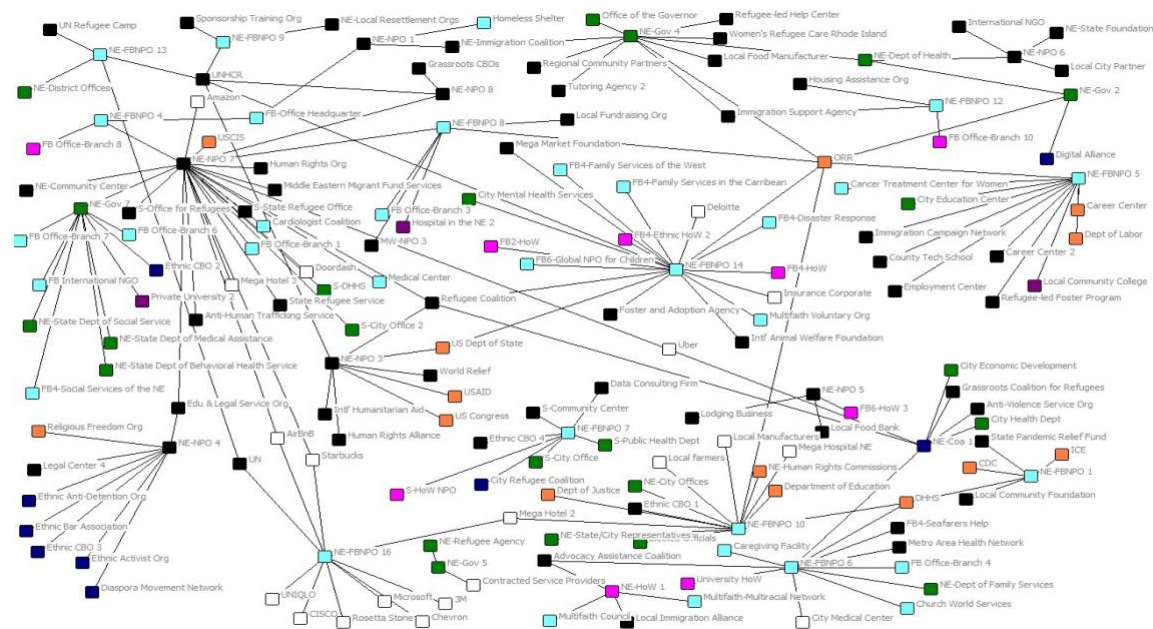 UN Refugee Camp
Sponsorship Training Org
NE-Local Resettlement Orgs
Homeless Shelter
Office of the Governor
Refugee-led Help Center
International NGO
NE-State Foundation
NE-FBNPO 13
NE-FBNPO 9
NE-NPO 1
NE-Immigration Coalition
NE-Gov 4
Women's Refugee Care Rhode Island
NE-Dept of Health
NE-NPO 6
Grassroots CBOs
Regional Community Partners
Local Food Manufacturer
Local City Partner
UNHCR
Tutoring Agency 2
Housing Assistance Org
NE-District Offices
NE-NPO 8
NE-Gov 2
Amazon
NE-FBNPO 12
NE-FBNPO 4
FB-Office Headquarter
NE-FBNPO 8
Local Fundraising Org
Immigration Support Agency
FB Office-Branch 8
USCIS
Mega Market Foundation
FB Office-Branch 10
NE-NPO 7
Human Rights Org
FB4-Family Services of the West
ORR
Digital Alliance
NE-Community Center
Middle Eastern Migrant Fund Services
City Mental Health Services
FB4-Family Services in the Carribean
Cancer Treatment Center for Women
NE-FBNPO 5
NE-Gov 7
S-Office for Refugees
S-State Refugee Office
FB Office-Branch 3
Deloitte
City Education Center
Career Center
Cardiologist Coalition
Hospital in the NE 2
FB4-Disaster Response
FB Office-Branch 7
FB Office-Branch 6
FB Office-Branch 1
MW-NPO 3
FB2-HoW
FB4-Ethnic HoW 2
Immigration Campaign Network
Dept of Labor
Ethnic CBO 2
Doordash
FB6-Global NPO for Children
NE-FBNPO 14
FB4-HoW
County Tech School
Career Center 2
FB International NGO
Mega Hotel 3
S-DHHS
Medical Center
Insurance Corporate
Employment Center
Local Community College
Private University 2
State Refugee Service
Refugee Coalition
Foster and Adoption Agency
Multifaith Voluntary Org
Refugee-led Foster Program
NE-State Dept of Social Service
Anti-Human Trafficking Service
S-City Office 2
Int'l Animal Welfare Foundation
NE-State Dept of Medical Assistance
US Dept of State
Uber
NE-State Dept of Behavioral Health Service
NE-NPO 3
World Relief
City Economic Development
FB4-Social Services of the NE
Data Consulting Firm
NE-NPO 5
Grassroots Coalition for Refugees
USAID
Edu & Legal Service Org
Int'l Humanitarian Aid
US Congress
S-Community Center
Lodging Business
FB6-HoW 3
Anti-Violence Service Org
Religious Freedom Org
NE-FBNPO 7
Local Food Bank
City Health Dept
AirBnB
Human Rights Alliance
Ethnic CBO 4
S-Public Health Dept
Local Manufacturers
State Pandemic Relief Fund
NE-NPO 4
NE-Coa 1
Starbucks
Mega Hospital NE
ICE
Legal Center 4
UN
S-City Office
Local farmers
CDC
NE-Human Rights Commissions
NE-FBNPO 1
Ethnic Anti-Detention Org
S-HoW NPO
City Refugee Coalition
NE-City Offices
Department of Education
Dept of Justice
DHHS
Local Community Foundation
Ethnic Bar Association
Ethnic CBO 1
Mega Hotel 2
NE-FBNPO 10
FB4-Seafarers Help
Ethnic CBO 3
NE-Refugee Agency
NE-State/City Representatives
Caregiving Facility
Metro Area Health Network
NE-FBNPO 16
Advocacy Assistance Coalition
Ethnic Activist Org
NE-Gov 5
NE-FBNPO 6
FB Office-Branch 4
Diaspora Movement Network
Contracted Service Providers
NE-HoW 1
University HoW
NE-Dept of Family Services
UNIQLO
Microsoft
3M
Multifaith-Multiracial Network
Church World Services
CISCO
Rosetta Stone
Chevron
Multifaith Council
Local Immigration Alliance
City Medical Center